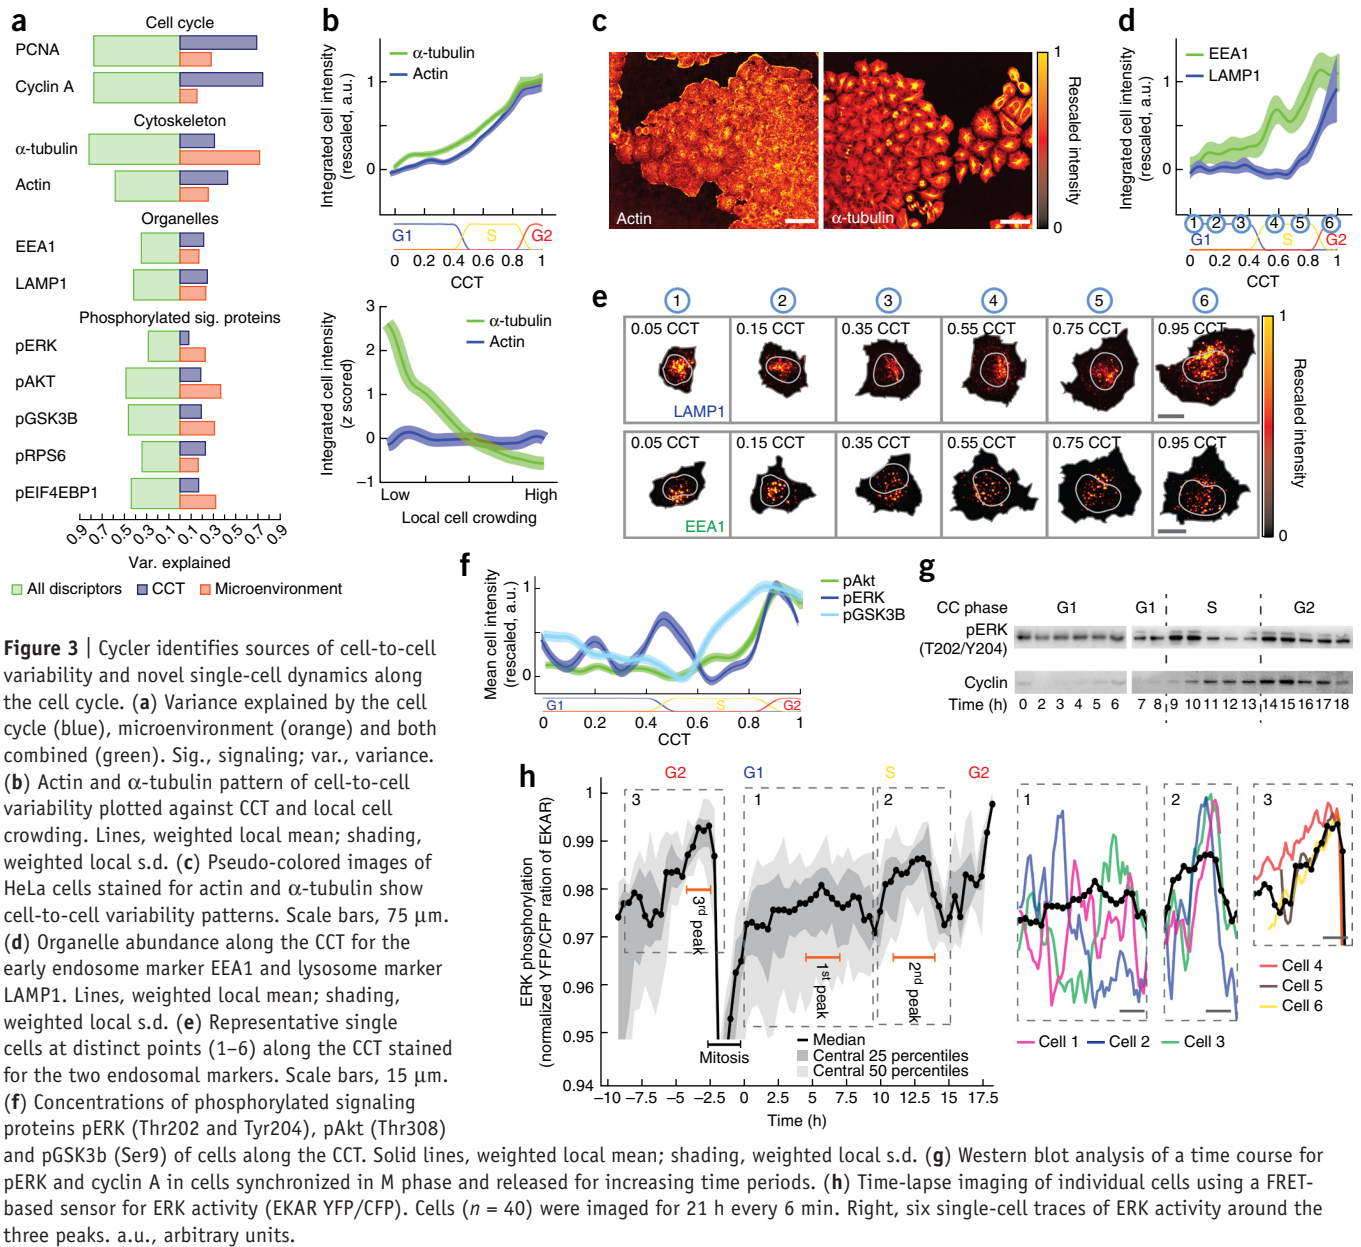 a
Cell cycle
PCNA
Cyclin A
Cytoskeleton
α-tubulin
Actin
Organelles
EEA1
LAMP1
Phosphorylated sig. proteins
pERK
pAKT
pGSK3B
pRPS6
pEIF4EBP1
0.9 0.7 0.5 0.3 0.1 0.1 0.3 0.5 0.7 0.9
Var. explained
All discriptors CCT Microenvironment
b
Integrated cell intensity
(rescaled, a.u.)
1
0
α-tubulin
Actin
G1 S G2
0 0.2 0.4 0.6 0.8 1
CCT
Integrated cell intensity
(z scored)
3
2
1
0
−1
α-tubulin
Actin
Low High
Local cell crowding
c
Actin
α-tubulin
1
0
Rescaled intensity
d
Integrated cell intensity
(rescaled, a.u.)
1
0
EEA1
LAMP1
1 2 3 4 5 6
G1 S G2
0 0.2 0.4 0.6 0.8 1
CCT
e
1 2 3 4 5 6
0.05 CCT 0.15 CCT 0.35 CCT 0.55 CCT 0.75 CCT 0.95 CCT
LAMP1
0.05 CCT 0.15 CCT 0.35 CCT 0.55 CCT 0.75 CCT 0.95 CCT
EEA1
1
0
Rescaled intensity
f
Mean cell intensity
(rescaled, a.u.)
1
0
pAkt
pERK
pGSK3B
G1 S G2
0 0.2 0.4 0.6 0.8 1
CCT
g
CC phase G1 G1 S G2
pERK
(T202/Y204)
Cyclin
Time (h) 0 2 3 4 5 6 7 8 9 10 11 12 13 14 15 16 17 18
h
G2 G1 S G2
ERK phosphorylation
(normalized YFP/CFP ration of EKAR)
1
0.99
0.98
0.97
0.96
0.95
0.94
3 1 2
3rd peak
1st peak
2nd peak
Mitosis
Median
Central 25 percentiles
Central 50 percentiles
−10 −7.5 −5 −2.5 0 2.5 5 7.5 10 12.5 15 17.5
Time (h)
1 2 3
Cell 4
Cell 5
Cell 6
Cell 1 Cell 2 Cell 3
Figure 3 | Cycler identifies sources of cell-to-cell
variability and novel single-cell dynamics along
the cell cycle. (a) Variance explained by the cell
cycle (blue), microenvironment (orange) and both
combined (green). Sig., signaling; var., variance.
(b) Actin and α-tubulin pattern of cell-to-cell
variability plotted against CCT and local cell
crowding. Lines, weighted local mean; shading,
weighted local s.d. (c) Pseudo-colored images of
HeLa cells stained for actin and α-tubulin show
cell-to-cell variability patterns. Scale bars, 75 μm.
(d) Organelle abundance along the CCT for the
early endosome marker EEA1 and lysosome marker
LAMP1. Lines, weighted local mean; shading,
weighted local s.d. (e) Representative single
cells at distinct points (1–6) along the CCT stained
for the two endosomal markers. Scale bars, 15 μm.
(f) Concentrations of phosphorylated signaling
proteins pERK (Thr202 and Tyr204), pAkt (Thr308)
and pGSK3b (Ser9) of cells along the CCT. Solid lines, weighted local mean; shading, weighted local s.d. (g) Western blot analysis of a time course for
pERK and cyclin A in cells synchronized in M phase and released for increasing time periods. (h) Time-lapse imaging of individual cells using a FRET-
based sensor for ERK activity (EKAR YFP/CFP). Cells (n = 40) were imaged for 21 h every 6 min. Right, six single-cell traces of ERK activity around the
three peaks. a.u., arbitrary units.